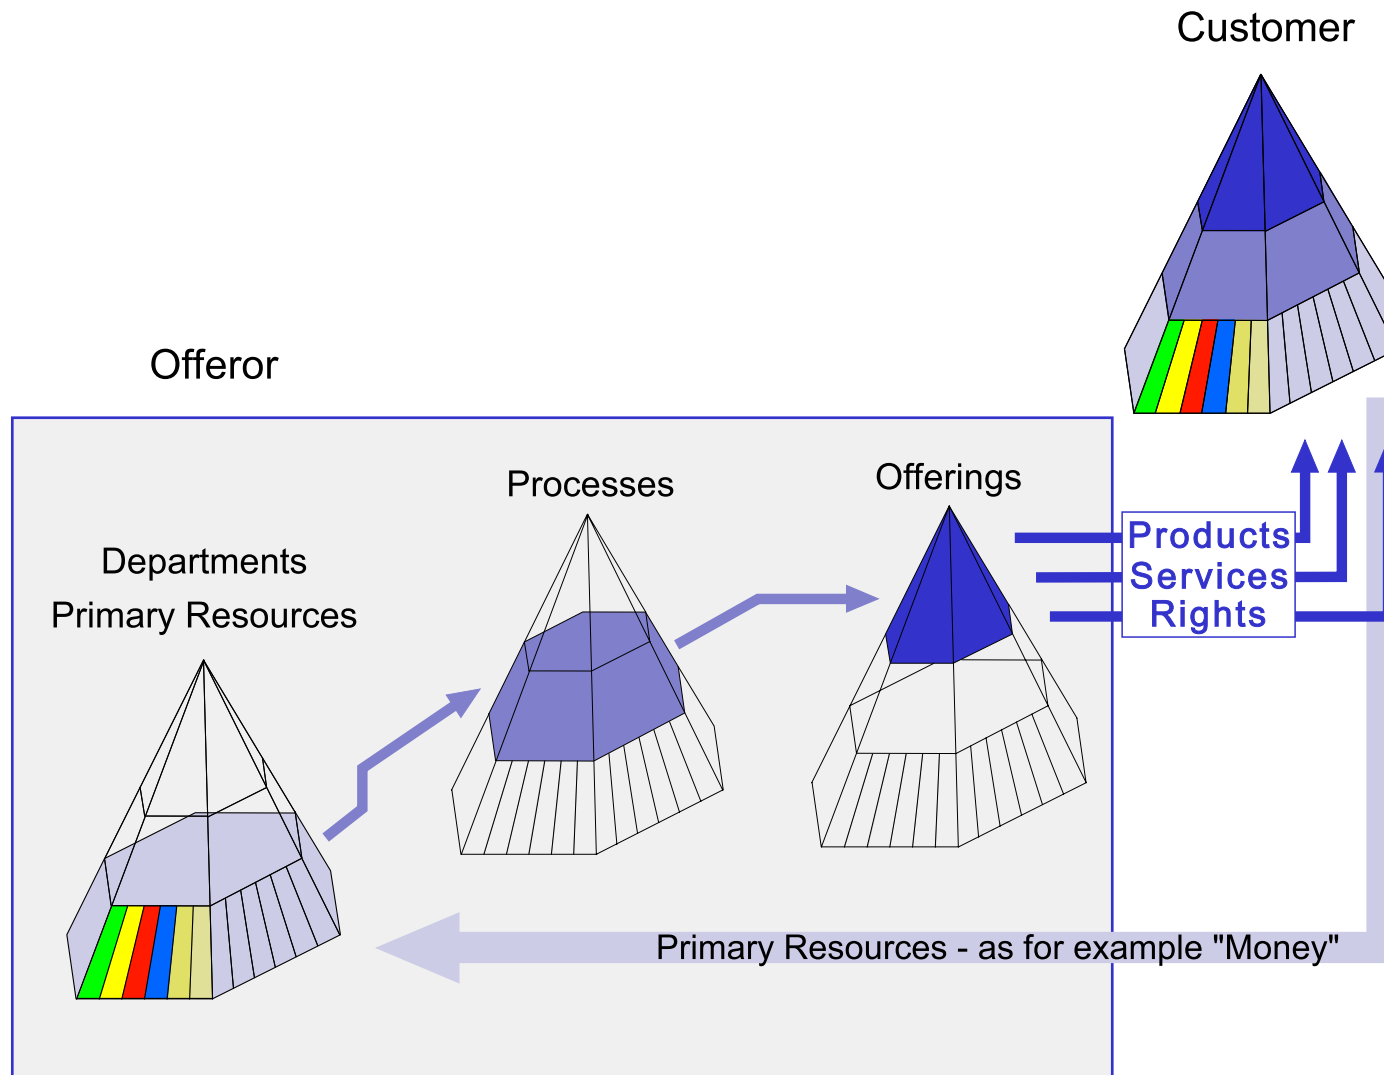 Customer
Offeror
Processes
Offerings
Departments
Primary Resources
Products
Services
Rights
Primary Resources - as for example "Money"